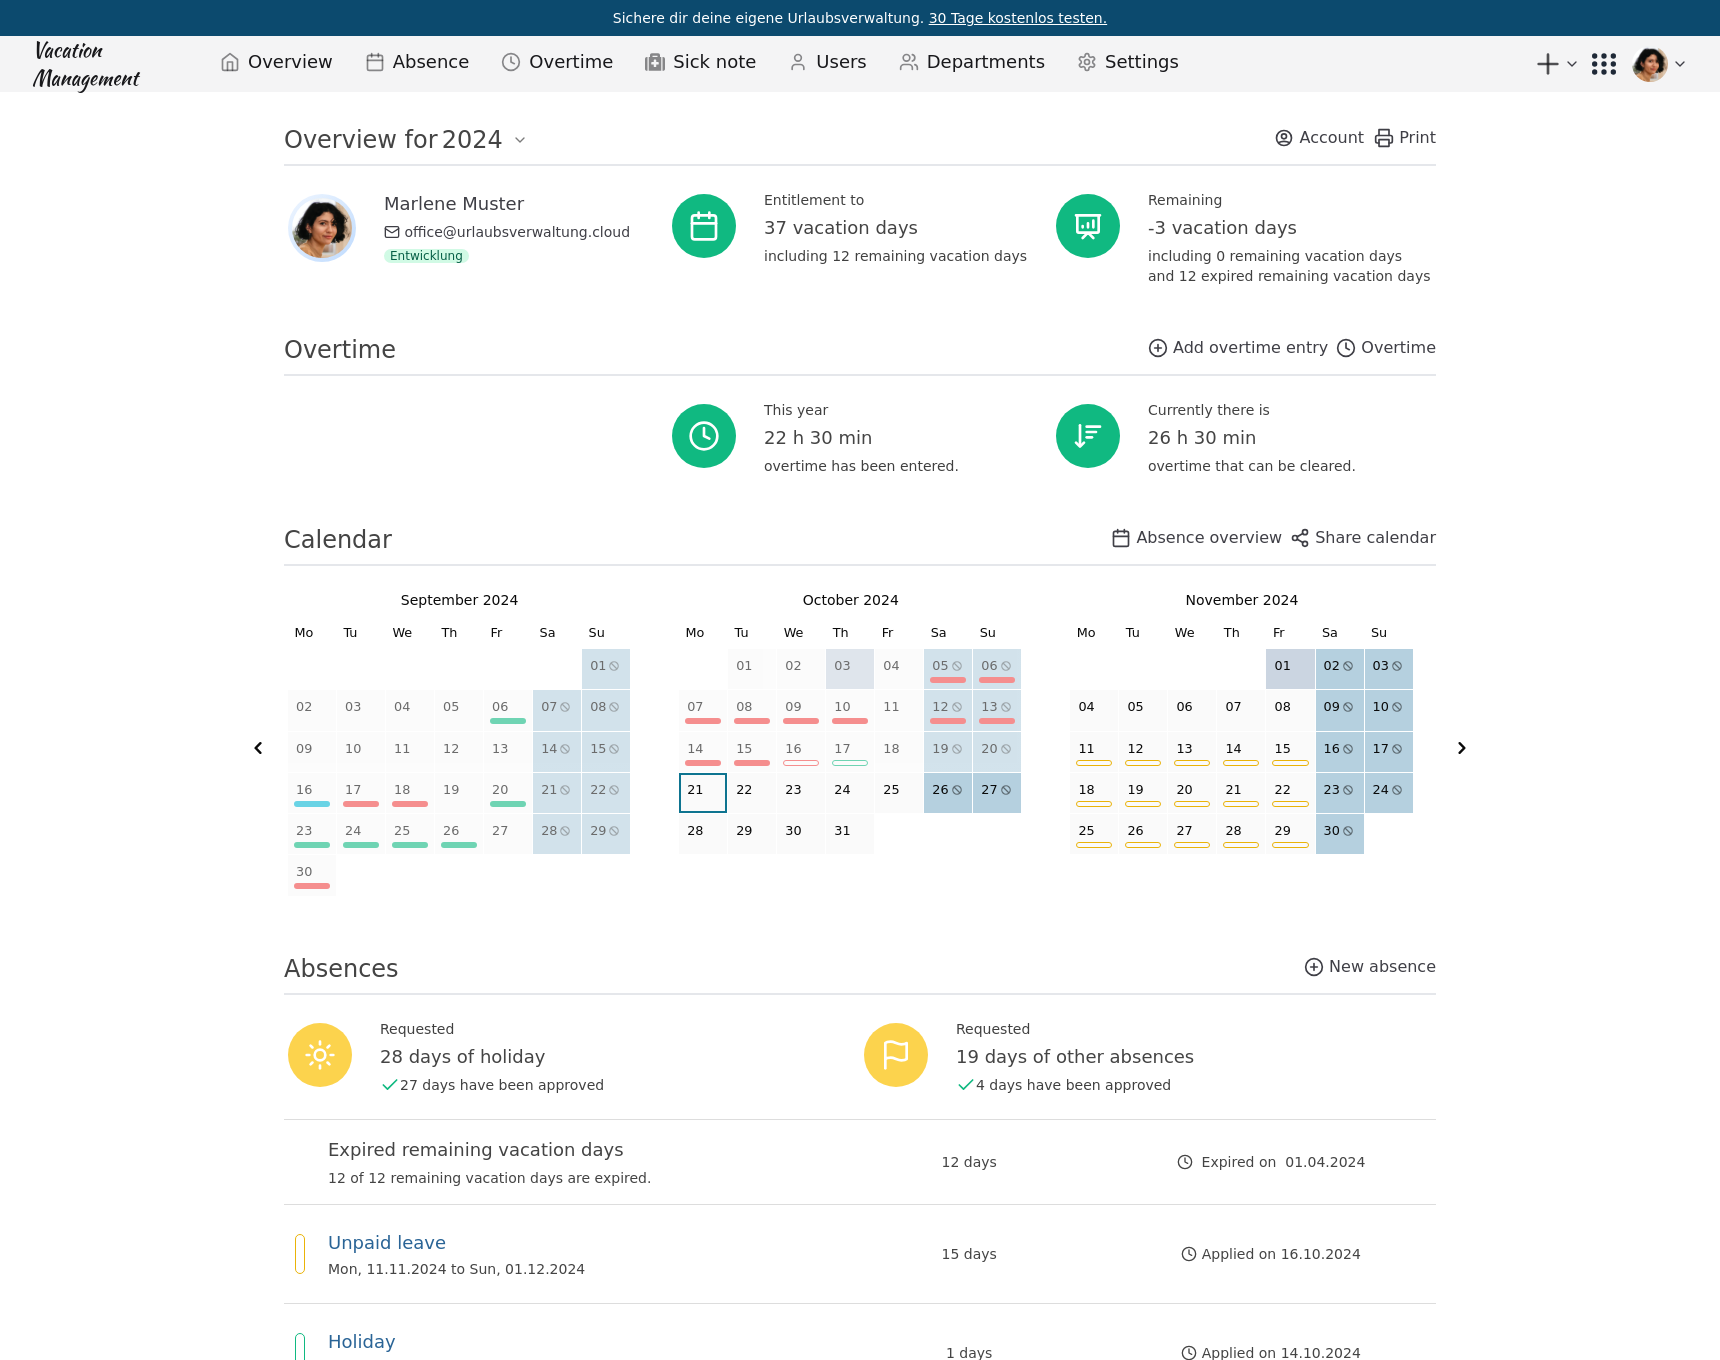 Sichere dir deine eigene Urlaubsverwaltung. 30 Tage kostenlos testen.
Vacation
Management
Overview Absence Overtime Sick note Users Departments Settings
Overview for 2024 Account Print
Marlene Muster
office@urlaubsverwaltung.cloud
Entwicklung
Entitlement to
37 vacation days
including 12 remaining vacation days
Remaining
-3 vacation days
including 0 remaining vacation days
and 12 expired remaining vacation days
Overtime Add overtime entry Overtime
This year
22 h 30 min
overtime has been entered.
Currently there is
26 h 30 min
overtime that can be cleared.
Calendar Absence overview Share calendar
September 2024
Mo Tu We Th Fr Sa Su
01
02 03 04 05 06 07 08
09 10 11 12 13 14 15
16 17 18 19 20 21 22
23 24 25 26 27 28 29
30
October 2024
Mo Tu We Th Fr Sa Su
01 02 03 04 05 06
07 08 09 10 11 12 13
14 15 16 17 18 19 20
21 22 23 24 25 26 27
28 29 30 31
November 2024
Mo Tu We Th Fr Sa Su
01 02 03
04 05 06 07 08 09 10
11 12 13 14 15 16 17
18 19 20 21 22 23 24
25 26 27 28 29 30
Absences New absence
Requested
28 days of holiday
27 days have been approved
Requested
19 days of other absences
4 days have been approved
Expired remaining vacation days
12 of 12 remaining vacation days are expired.
12 days
Expired on 01.04.2024
Unpaid leave
Mon, 11.11.2024 to Sun, 01.12.2024
15 days
Applied on 16.10.2024
Holiday
1 days
Applied on 14.10.2024